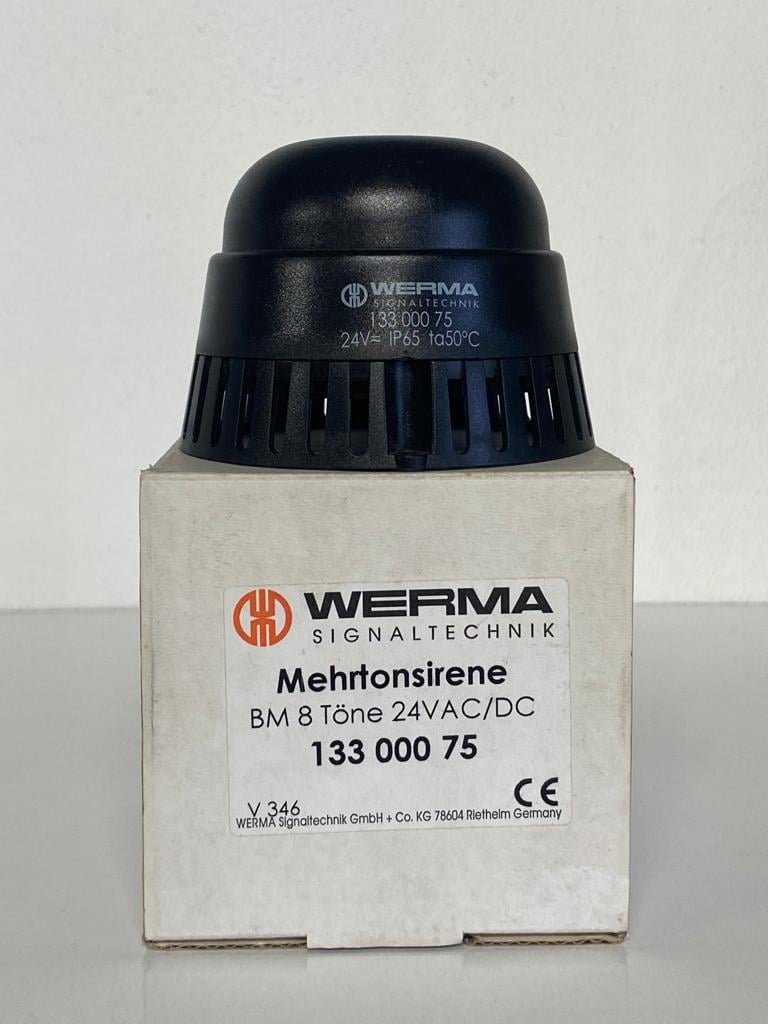 WERMA
SIGNALTECHNIK
133 000 75
24V≂ IP65 ta50°C
WERMA
SIGNALTECHNIK
Mehrtonsirene
BM 8 Töne 24VAC/DC
133 000 75
V 346
CE
WERMA Signaltechnik GmbH + Co. KG 78604 Rietheim Germany